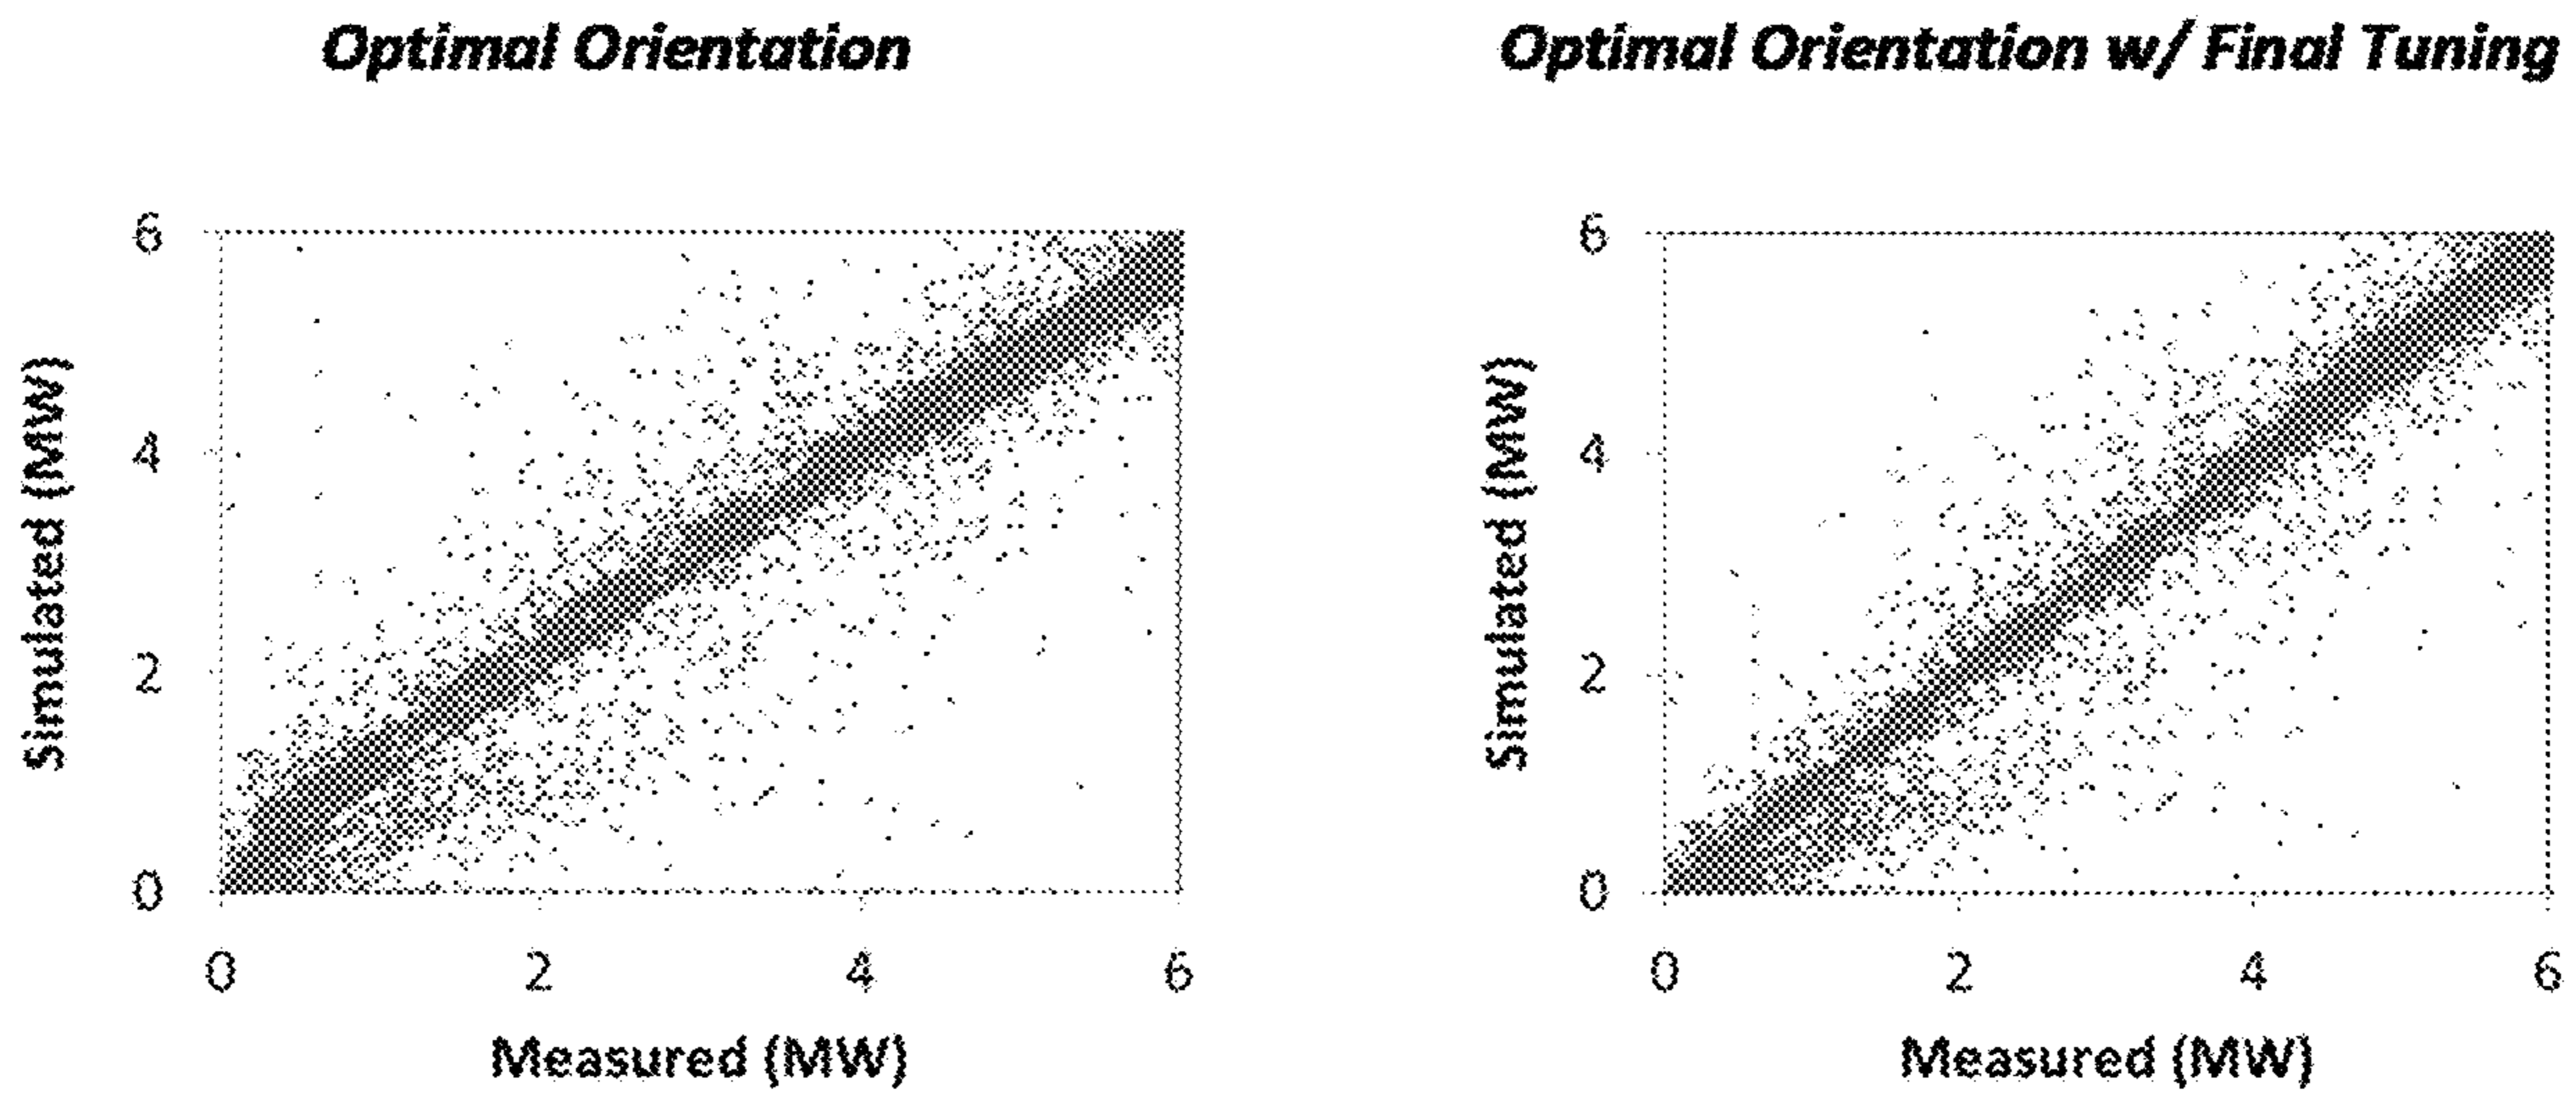 Optimal Orientation
Simulated (MW)
6
4
2
0
0 2 4 6
Measured (MW)
Optimal Orientation w/ Final Tuning
Simulated (MW)
6
4
2
0
0 2 4 6
Measured (MW)